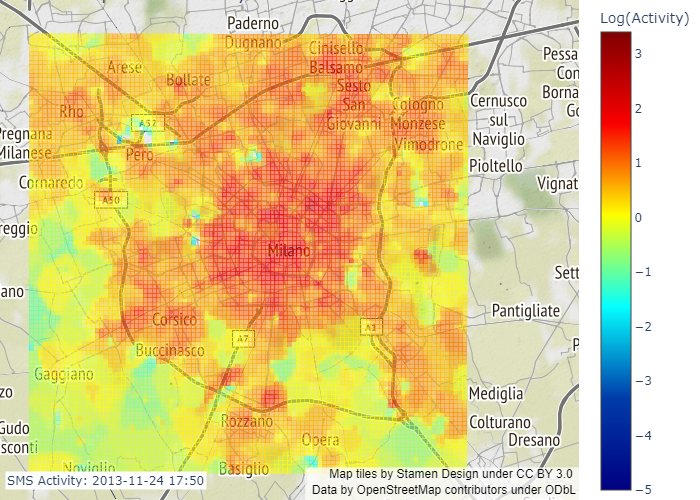 Paderno
Dugnano
Cinisello
Balsamo
Log(Activity)
Arese
Bollate
Sesto
San
Giovanni
Pessa
Con
Borna
Go
Rho
A52
Cologno
Monzese
Vimodrone
Cernusco
sul
Naviglio
Pregnana
Milanese
Pero
Pioltello
Cornaredo
A50
Vignat
reggio
Milano
Sett
ano
Corsico
A7
A1
Pantigliate
P
Buccinasco
Gaggiano
zo
Mediglia
Rozzano
Gudo
sconti
Opera
Colturano
Dresano
Noviglio
Basiglio
SMS Activity: 2013-11-24 17:50
Map tiles by Stamen Design under CC BY 3.0
Data by OpenStreetMap contributors under ODbL
3
2
1
0
−1
−2
−3
−4
−5